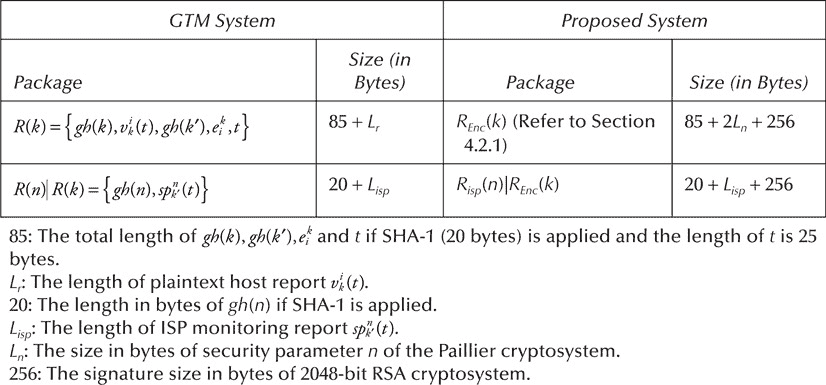 GTM System
Proposed System
Package
Size (in Bytes)
Package
Size (in Bytes)
R(k) = {gh(k), v_k^i(t), gh(k′), e_i^k, t}
85 + L_r
R_Enc(k) (Refer to Section
4.2.1)
85 + 2L_n + 256
R(n)| R(k) = {gh(n), sp_k′^n(t)}
20 + L_isp
R_isp(n)|R_Enc(k)
20 + L_isp + 256
85: The total length of gh(k), gh(k′), e_i^k and t if SHA-1 (20 bytes) is applied and the length of t is 25
bytes.
L_r: The length of plaintext host report v_k^i(t).
20: The length in bytes of gh(n) if SHA-1 is applied.
L_isp: The length of ISP monitoring report sp_k′^n(t).
L_n: The size in bytes of security parameter n of the Paillier cryptosystem.
256: The signature size in bytes of 2048-bit RSA cryptosystem.